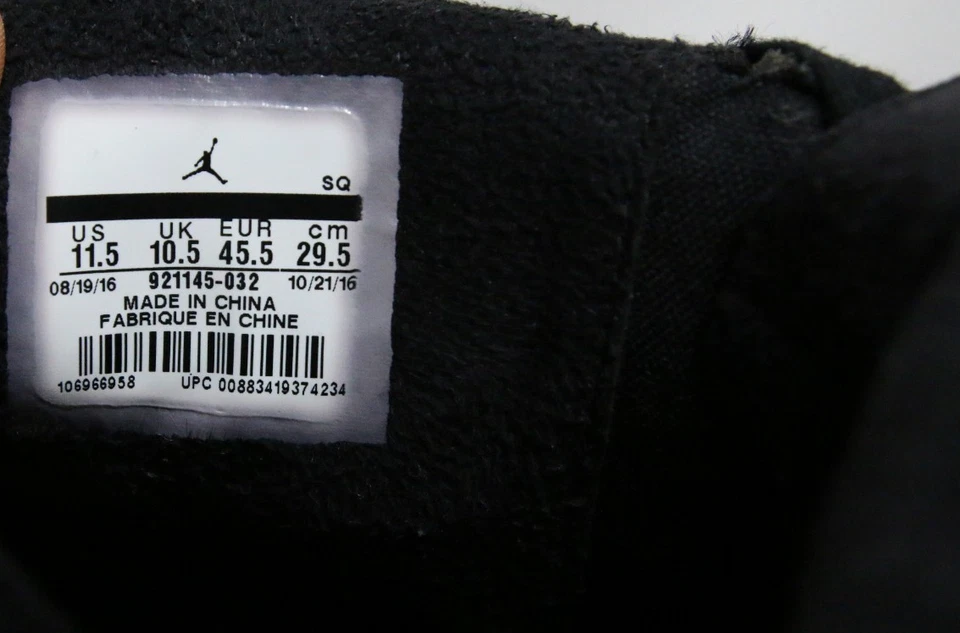 SQ
US UK EUR cm
11.5 10.5 45.5 29.5
08/19/16 921145-032 10/21/16
MADE IN CHINA
FABRIQUE EN CHINE
106966958 UPC 00883419374234